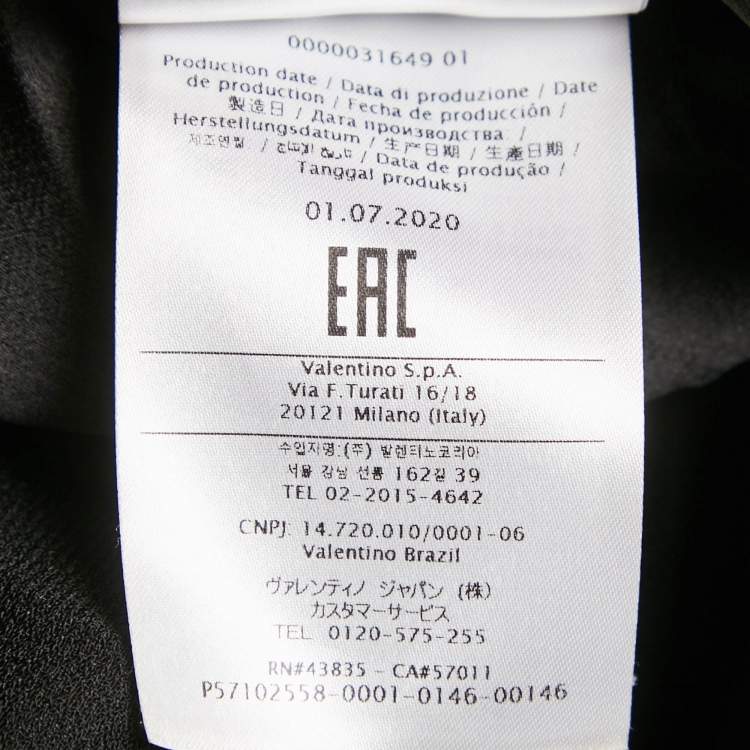 0000031649 01
Production date / Data di produzione / Date
de production / Fecha de producción /
製造日 / Дата производства /
Herstellungsdatum / 生产日期 / 生產日期 /
제조연월 / / Data de produção /
Tanggal produksi
01.07.2020
EAC
Valentino S.p.A.
Via F.Turati 16/18
20121 Milano (Italy)
수입자명:(주) 발렌티노코리아
서울 강남 선릉 162길 39
TEL 02-2015-4642
CNPJ: 14.720.010/0001-06
Valentino Brazil
ヴァレンティノ ジャパン (株)
カスタマーサービス
TEL 0120-575-255
RN#43835 - CA#57011
P57102558-0001-0146-00146